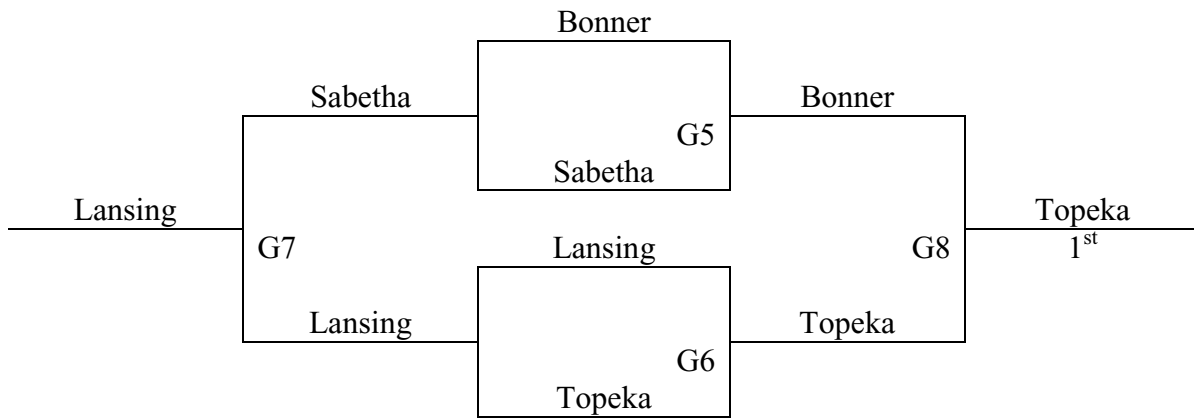 Bonner
Sabetha Bonner
G5
Sabetha
Lansing Topeka
G7 Lansing G8 1st
Lansing Topeka
G6
Topeka